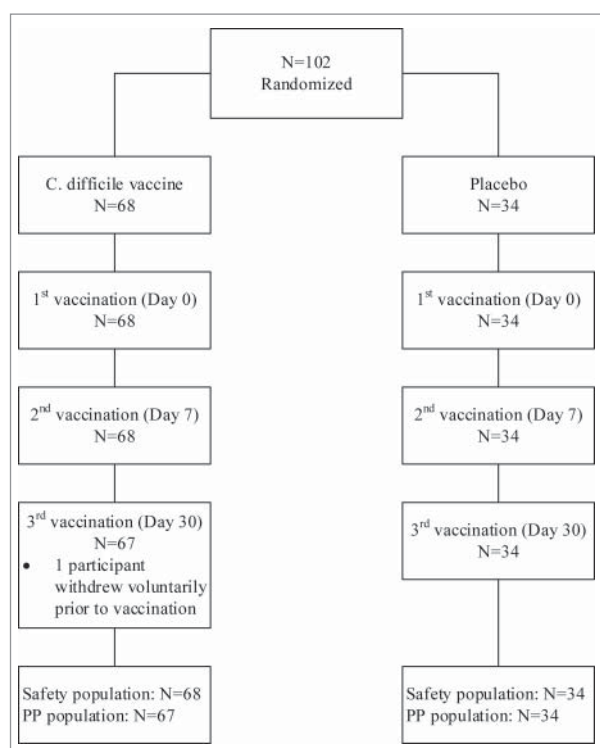 N=102
Randomized
C. difficile vaccine
N=68
Placebo
N=34
1st vaccination (Day 0)
N=68
1st vaccination (Day 0)
N=34
2nd vaccination (Day 7)
N=68
2nd vaccination (Day 7)
N=34
3rd vaccination (Day 30)
N=67
• 1 participant
withdrew voluntarily
prior to vaccination
3rd vaccination (Day 30)
N=34
Safety population: N=68
PP population: N=67
Safety population: N=34
PP population: N=34